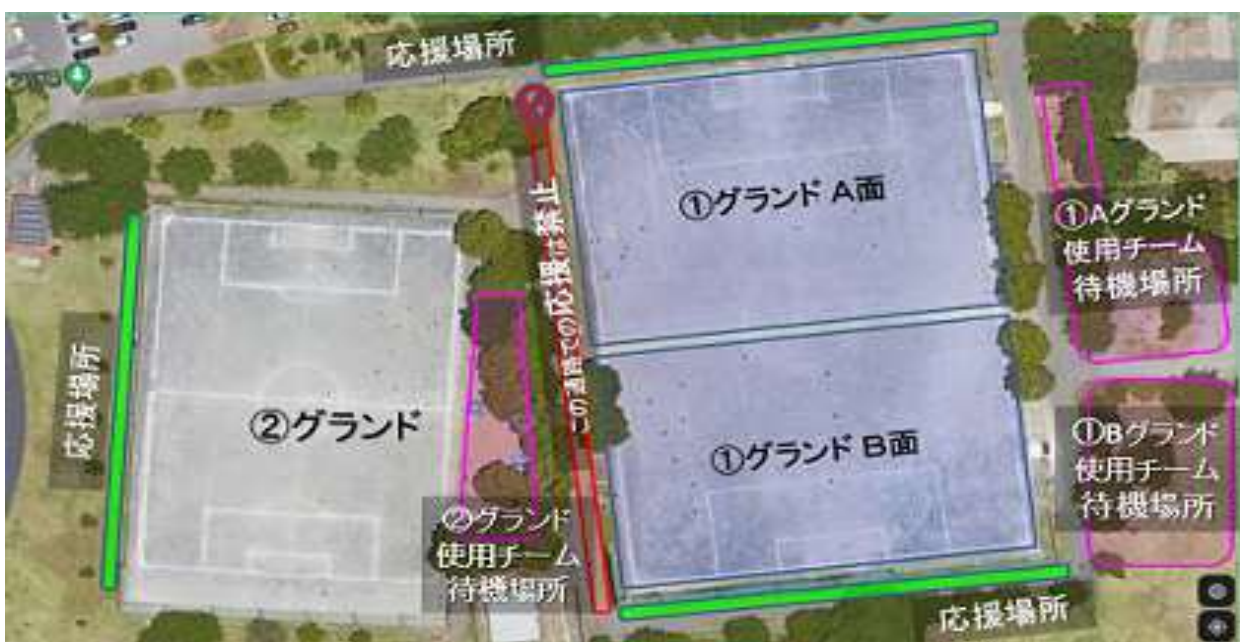 応援場所
①グランド A面
①Aグランド
使用チーム
待機場所
この通路での応援は禁止
応援場所
②グランド
①グランド B面
①Bグランド
使用チーム
待機場所
②グランド
使用チーム
待機場所
応援場所